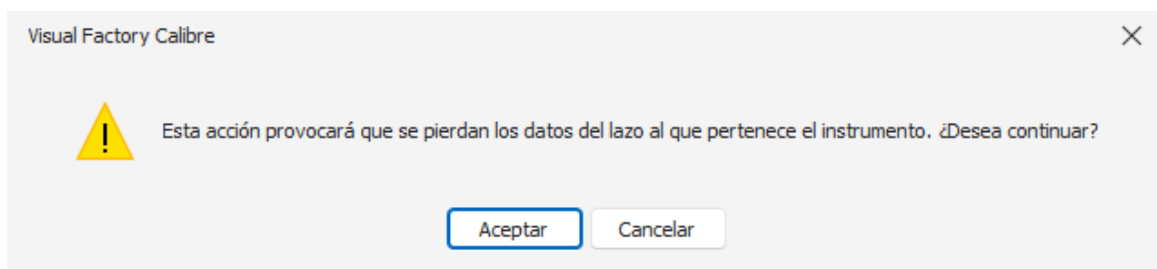 Visual Factory Calibre
Esta acción provocará que se pierdan los datos del lazo al que pertenece el instrumento. ¿Desea continuar?
Aceptar
Cancelar